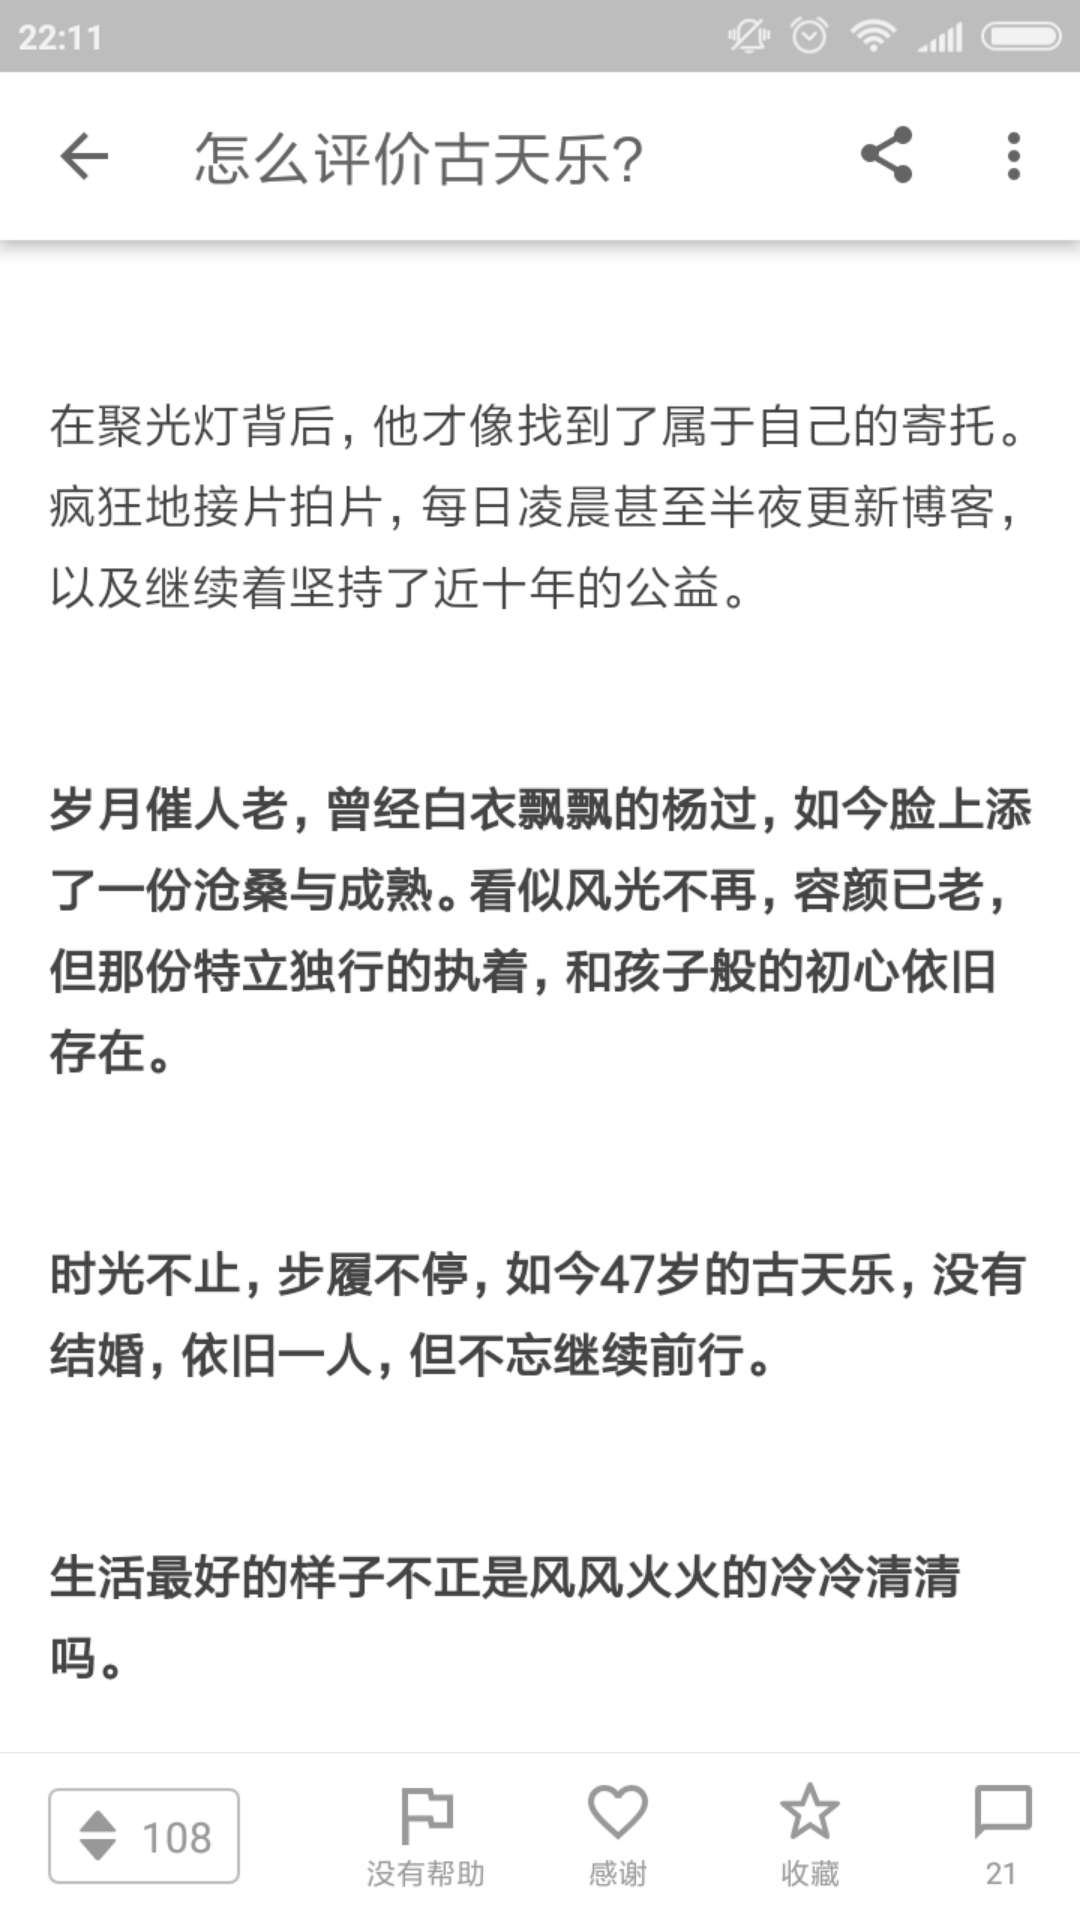 22:11
怎么评价古天乐?
在聚光灯背后，他才像找到了属于自己的寄托。
疯狂地接片拍片，每日凌晨甚至半夜更新博客，
以及继续着坚持了近十年的公益。
岁月催人老，曾经白衣飘飘的杨过，如今脸上添
了一份沧桑与成熟。看似风光不再，容颜已老，
但那份特立独行的执着，和孩子般的初心依旧
存在。
时光不止，步履不停，如今47岁的古天乐，没有
结婚，依旧一人，但不忘继续前行。
生活最好的样子不正是风风火火的冷冷清清
吗。
108
没有帮助
感谢
收藏
21